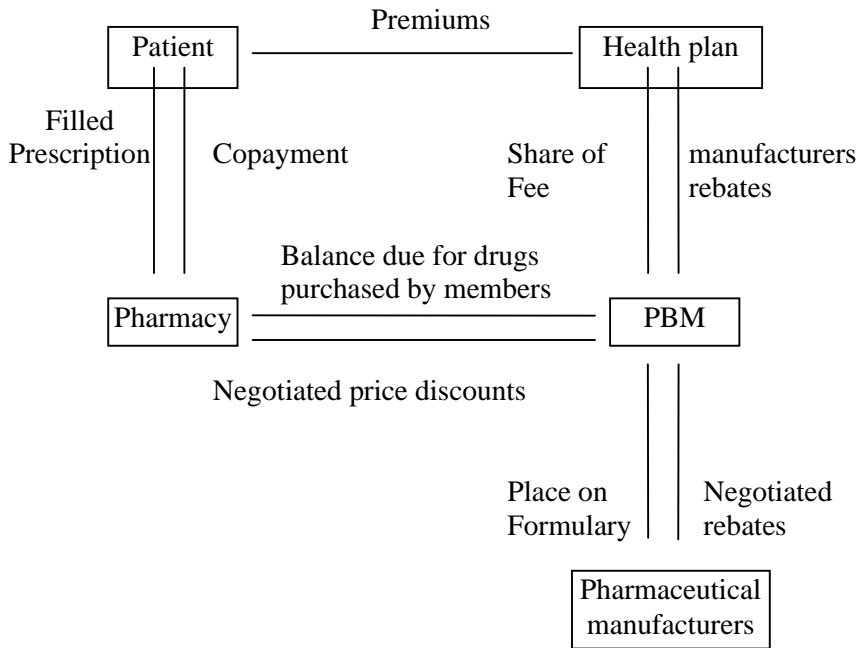 Premiums
Patient
Health plan
Filled
Prescription
Copayment
Share of
Fee
manufacturers
rebates
Balance due for drugs
purchased by members
Pharmacy
PBM
Negotiated price discounts
Place on
Formulary
Negotiated
rebates
Pharmaceutical
manufacturers